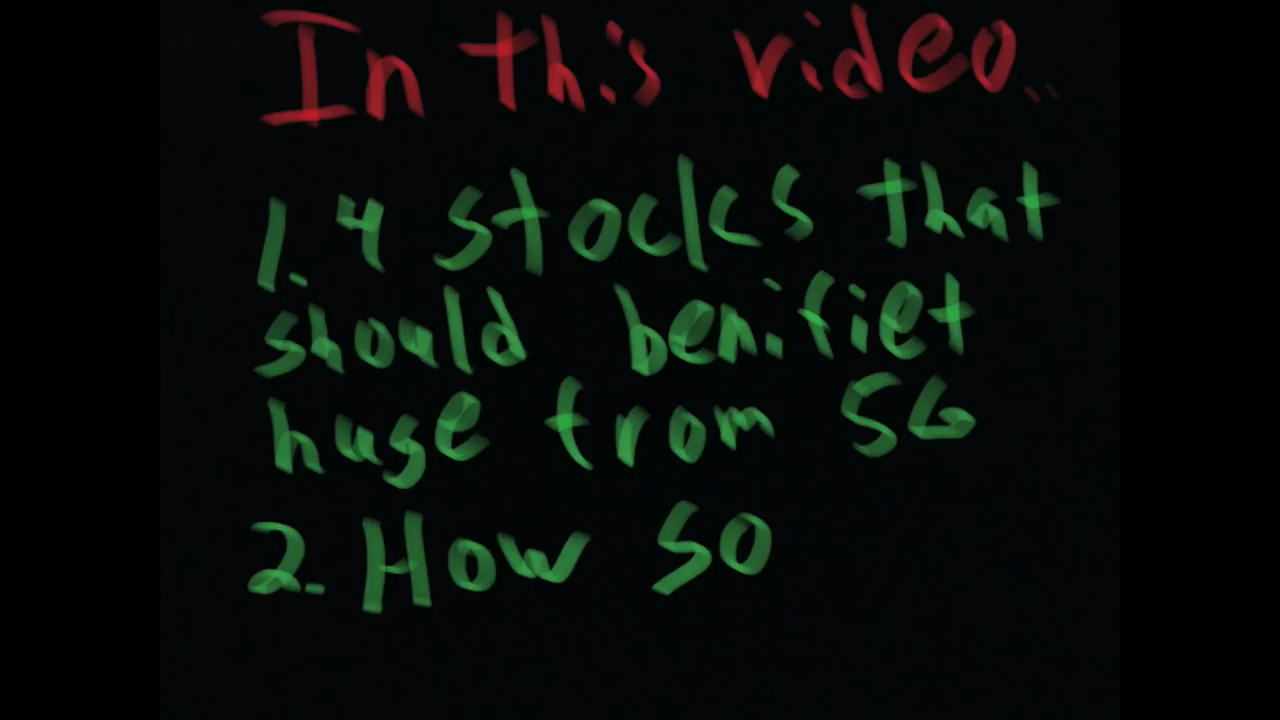 In this video...
1. 4 stocks that
should benifiet
huge from 5G
2. How so